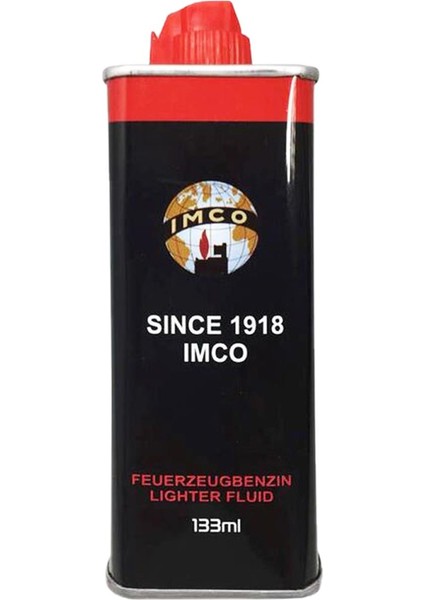 IMCO
SINCE 1918
IMCO
FEUERZEUGBENZIN
LIGHTER FLUID
133ml